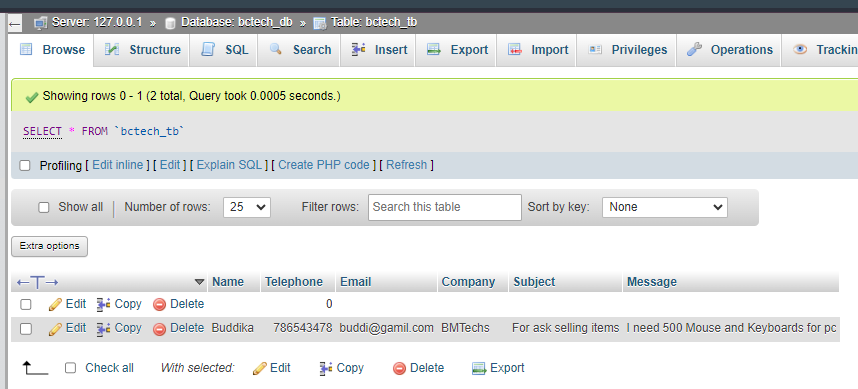 ← Server: 127.0.0.1 » Database: bctech_db » Table: bctech_tb
Browse Structure SQL Search Insert Export Import Privileges Operations Trackin
Showing rows 0 - 1 (2 total, Query took 0.0005 seconds.)
SELECT * FROM `bctech_tb`
Profiling [ Edit inline ] [ Edit ] [ Explain SQL ] [ Create PHP code ] [ Refresh ]
Show all | Number of rows: 25 Filter rows: Search this table Sort by key: None
Extra options
←T→ Name Telephone Email Company Subject Message
Edit Copy Delete 0
Edit Copy Delete Buddika 786543478 buddi@gamil.com BMTechs For ask selling items I need 500 Mouse and Keyboards for pc
Check all With selected: Edit Copy Delete Export